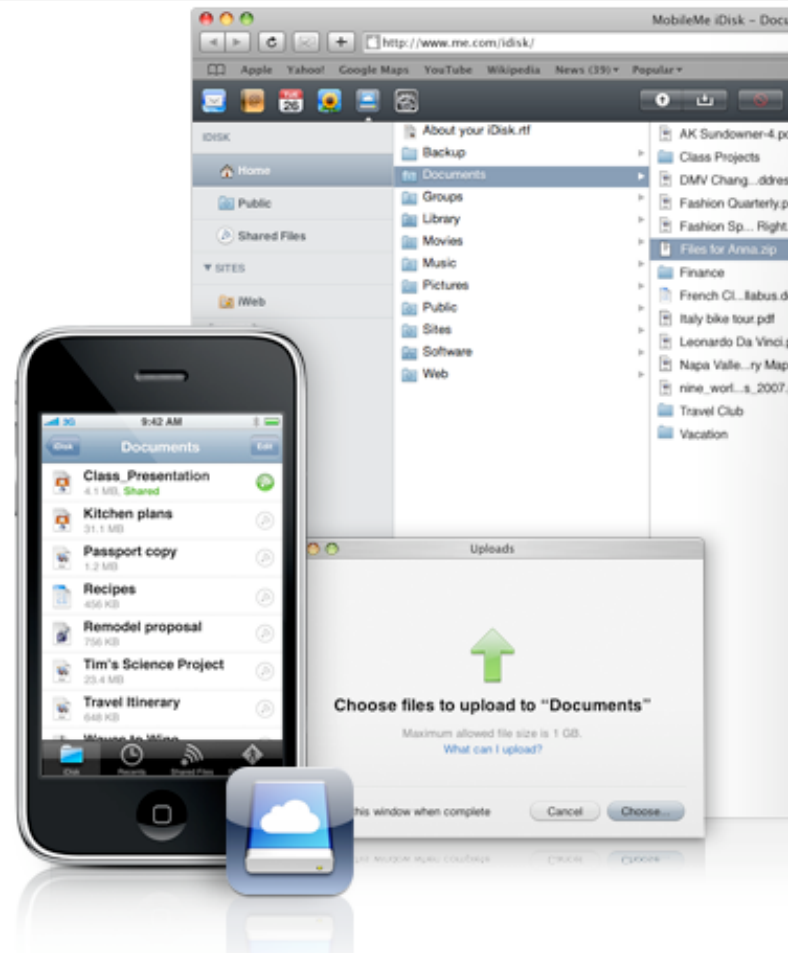 MobileMe iDisk – Docu
http://www.me.com/idisk/
Apple Yahoo! Google Maps YouTube Wikipedia News (39) Popular
TUE
26
IDISK
Home
Public
Shared Files
SITES
iWeb
About your iDisk.rtf
Backup
Documents
Groups
Library
Movies
Music
Pictures
Public
Sites
Software
Web
AK Sundowner-4.pd
Class Projects
DMV Chang...ddres
Fashion Quarterly.p
Fashion Sp... Right.
Files for Anna.zip
Finance
French Cl...llabus.d
Italy bike tour.pdf
Leonardo Da Vinci.p
Napa Valle...ry Map
nine_worl...s_2007.
Travel Club
Vacation
3G 9:42 AM
iDisk Documents Edit
Class_Presentation
4.1 MB, Shared
Kitchen plans
31.1 MB
Passport copy
1.2 MB
Recipes
456 KB
Remodel proposal
756 KB
Tim's Science Project
23.4 MB
Travel Itinerary
648 KB
iDisk Recents Shared Files
Uploads
Choose files to upload to “Documents”
Maximum allowed file size is 1 GB.
What can I upload?
his window when complete
Cancel Choose...